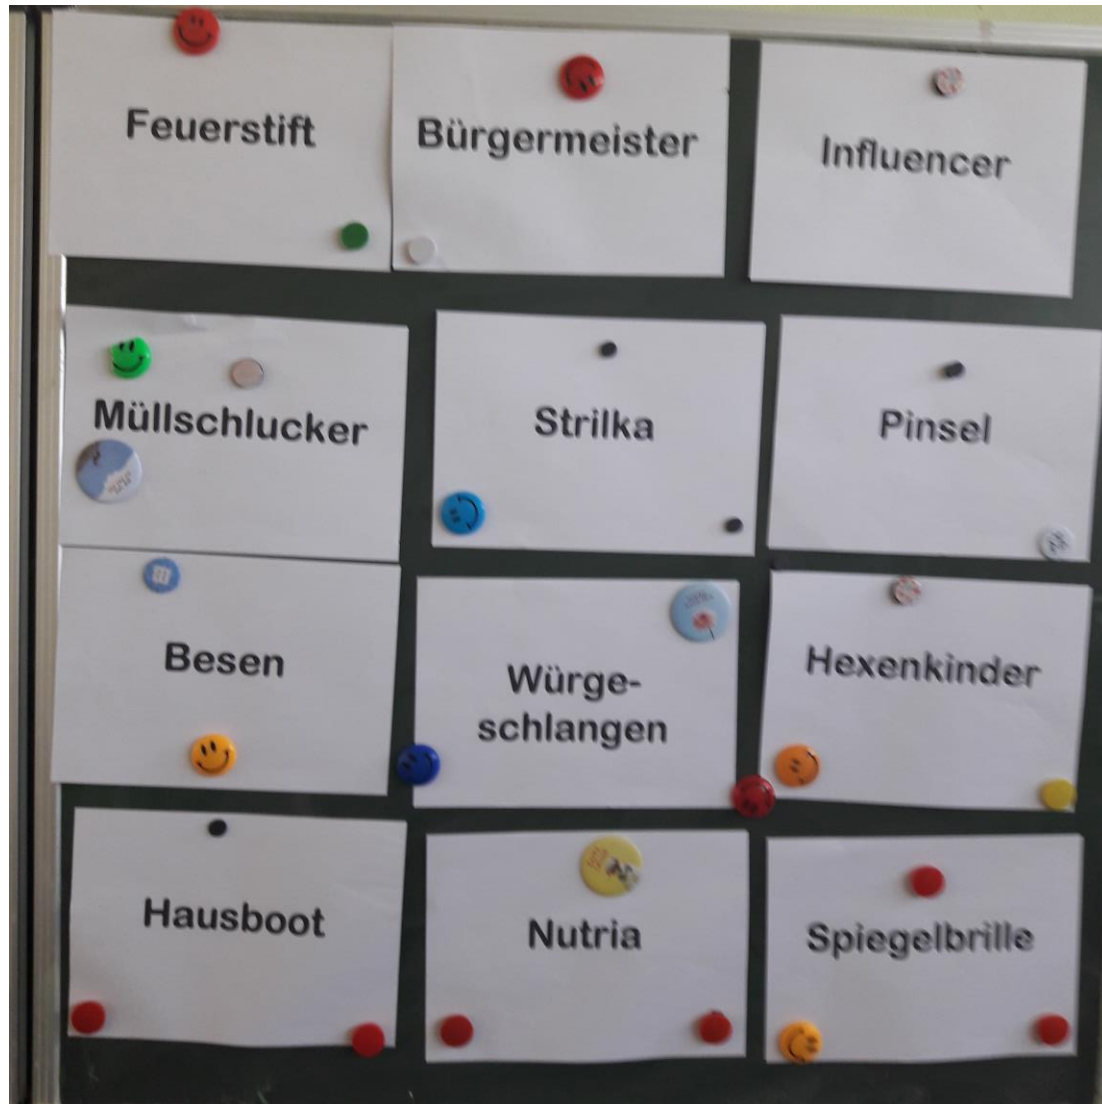 Feuerstift
Bürgermeister
Influencer
Müllschlucker
Strilka
Pinsel
Besen
Würge-
schlangen
Hexenkinder
Hausboot
Nutria
Spiegelbrille